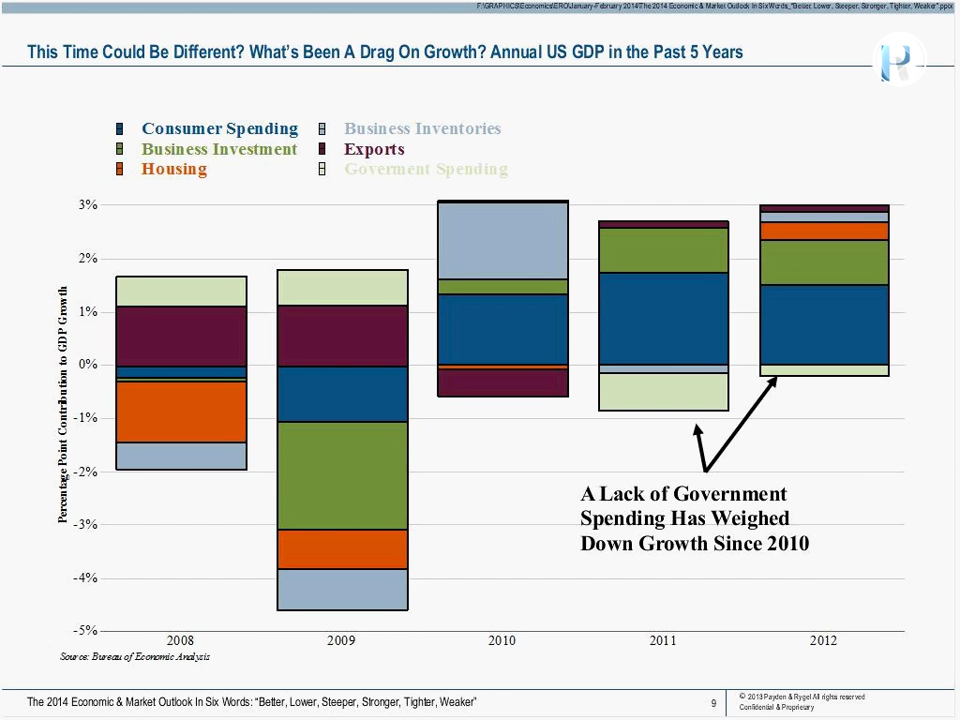 F:\GRAPHICS\Economics\ERO\January-February 2014\The 2014 Economic & Market Outlook In Six Words_"Better, Lower, Steeper, Stronger, Tighter, Weaker".pptx
This Time Could Be Different? What's Been A Drag On Growth? Annual US GDP in the Past 5 Years
Consumer Spending
Business Inventories
Business Investment
Exports
Housing
Goverment Spending
3%
2%
1%
0%
-1%
-2%
-3%
-4%
-5%
Percentage Point Contribution to GDP Growth
A Lack of Government
Spending Has Weighed
Down Growth Since 2010
2008 2009 2010 2011 2012
Source: Bureau of Economic Analysis
The 2014 Economic & Market Outlook In Six Words: "Better, Lower, Steeper, Stronger, Tighter, Weaker"
9
© 2013 Payden & Rygel All rights reserved
Confidential & Proprietary